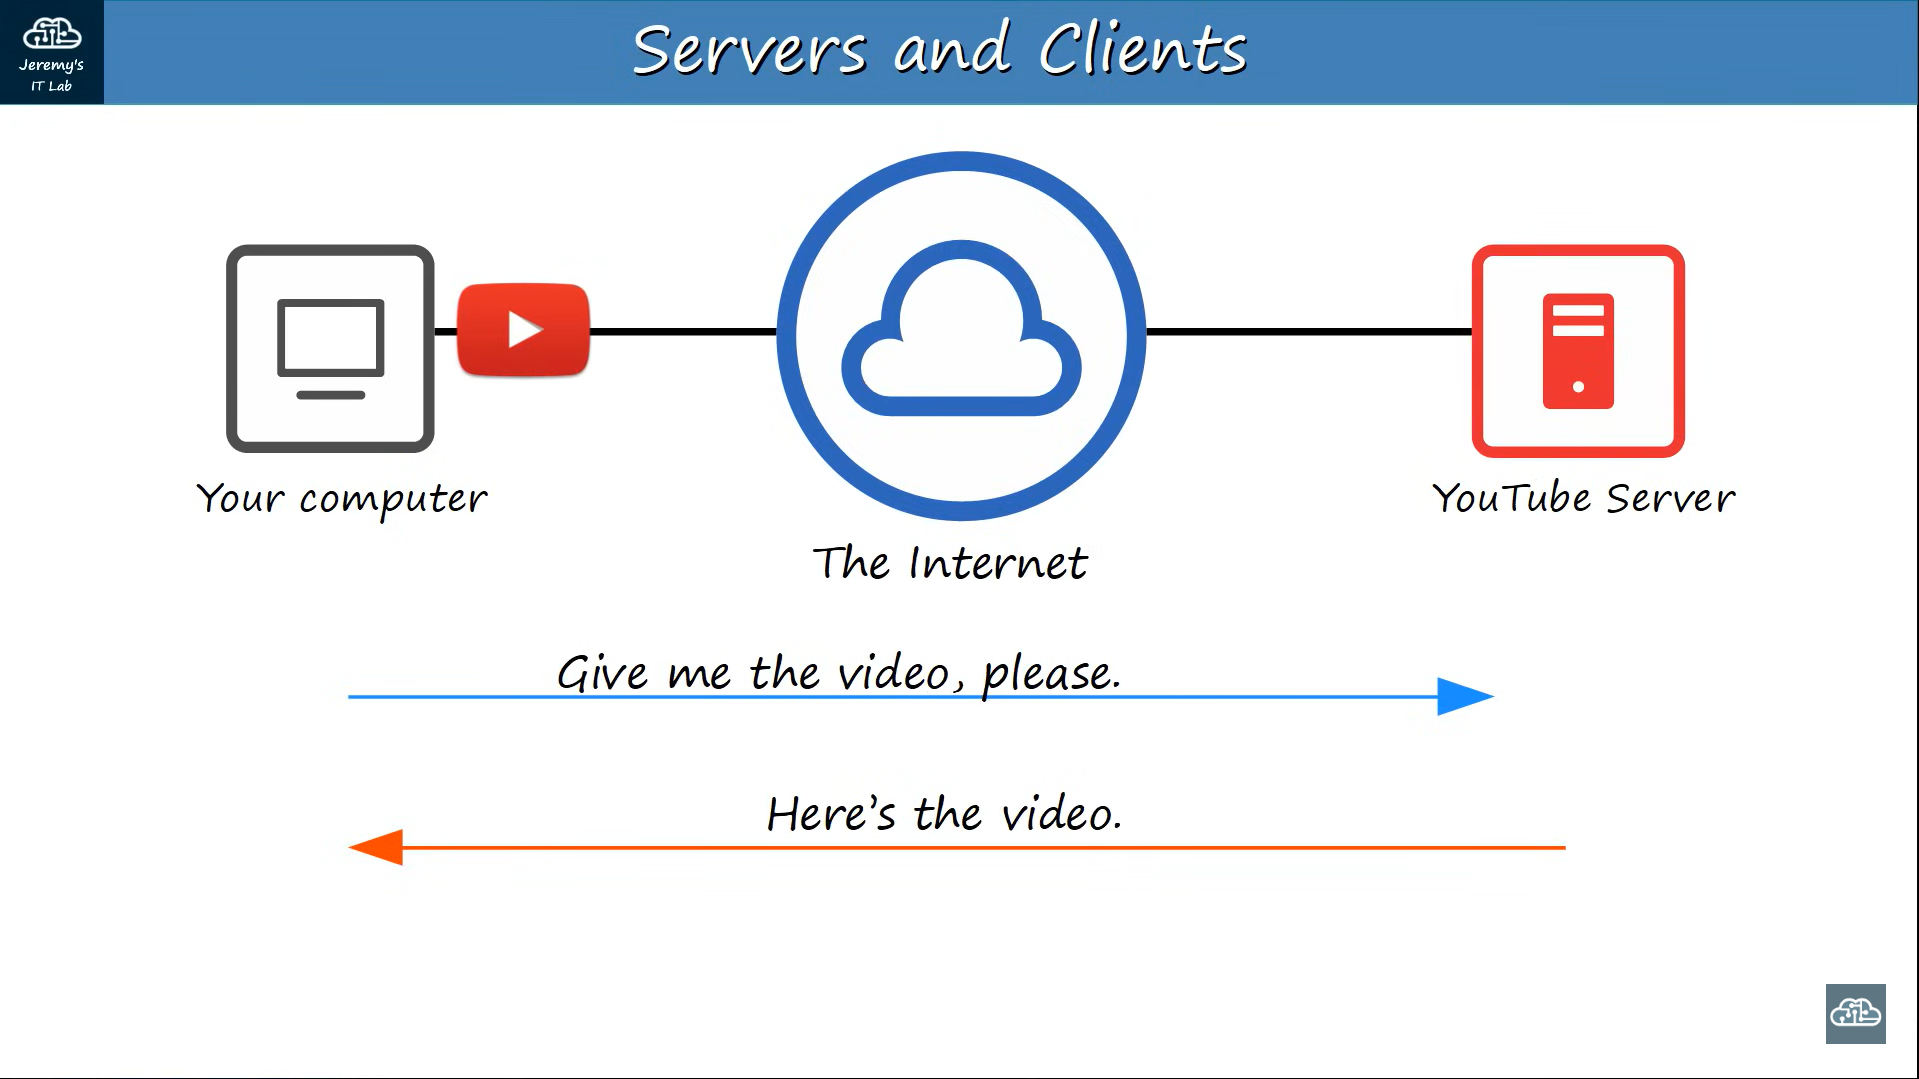 Jeremy's
IT Lab
Servers and Clients
Your computer
YouTube Server
The Internet
Give me the video, please.
Here’s the video.